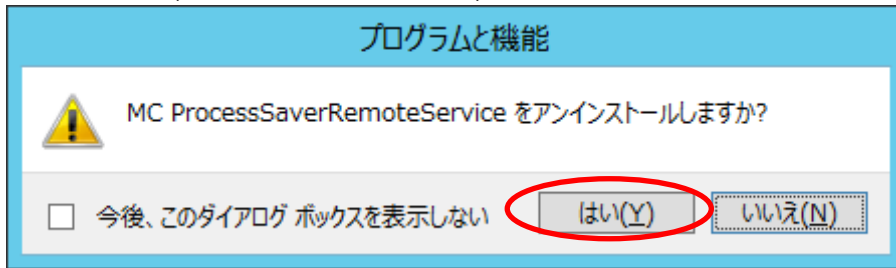 プログラムと機能
MC ProcessSaverRemoteService をアンインストールしますか?
今後、このダイアログ ボックスを表示しない
はい(Y)
いいえ(N)